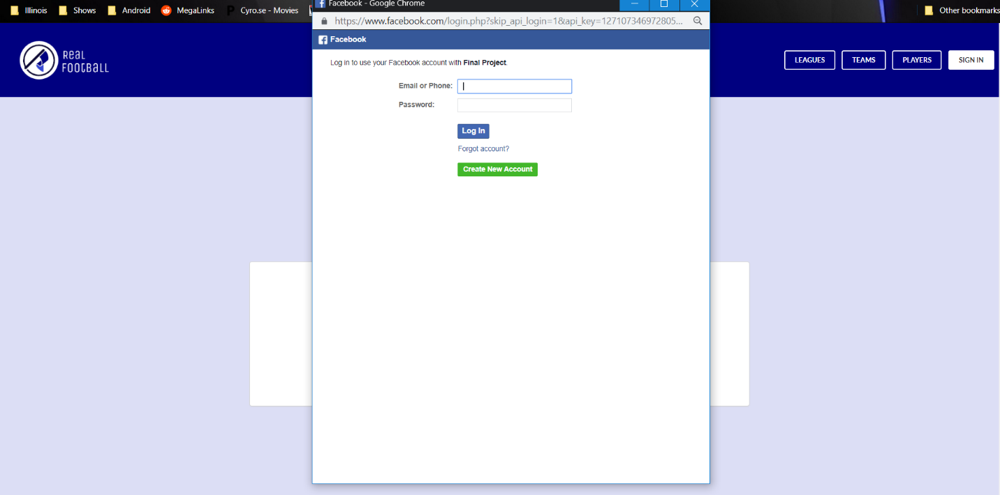 Illinois Shows Android MegaLinks Cyro.se - Movies
Facebook - Google Chrome
Other bookmarks
https://www.facebook.com/login.php?skip_api_login=1&api_key=127107346972805...
Facebook
REAL
FOOTBALL
LEAGUES TEAMS PLAYERS SIGN IN
Log in to use your Facebook account with Final Project.
Email or Phone:
Password:
Log In
Forgot account?
Create New Account